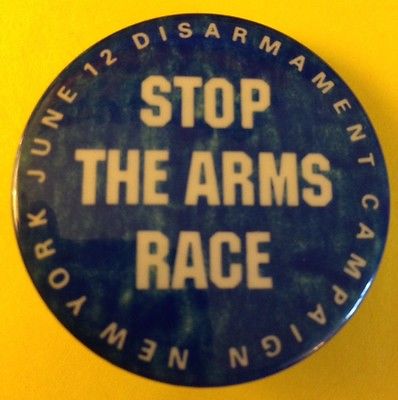 STOP
THE ARMS
RACE
JUNE 12 DISARMAMENT CAMPAIGN NEW YORK